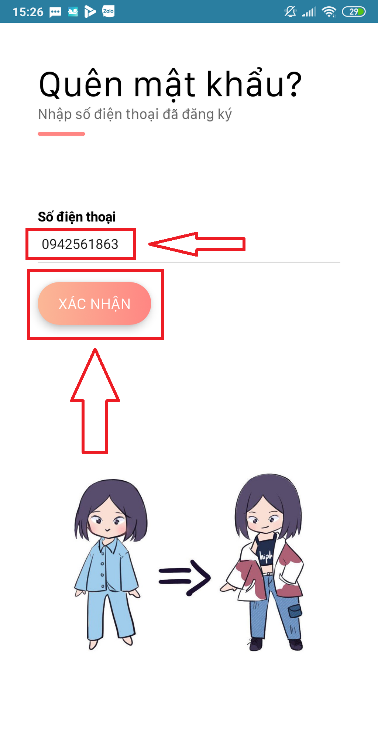 15:26
Zalo
29
Quên mật khẩu?
Nhập số điện thoại đã đăng ký
Số điện thoại
0942561863
XÁC NHẬN